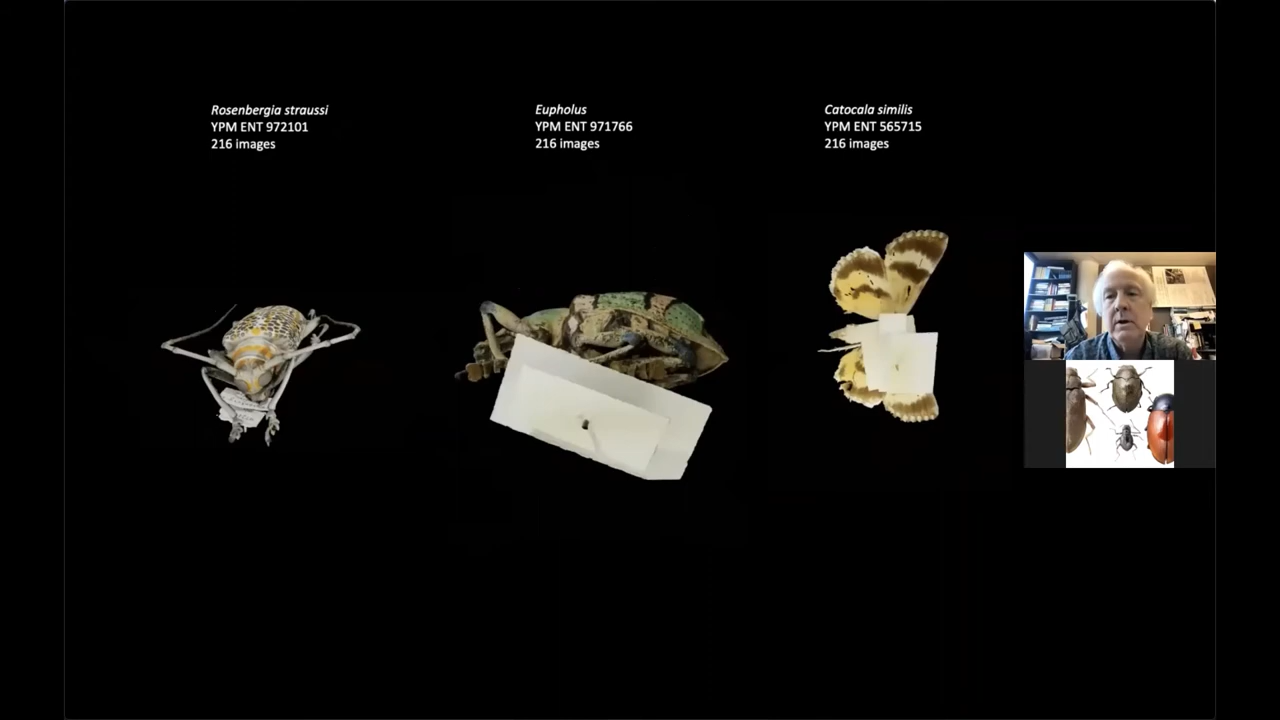 Rosenbergia straussi
YPM ENT 972101
216 images
Eupholus
YPM ENT 971766
216 images
Catocala similis
YPM ENT 565715
216 images